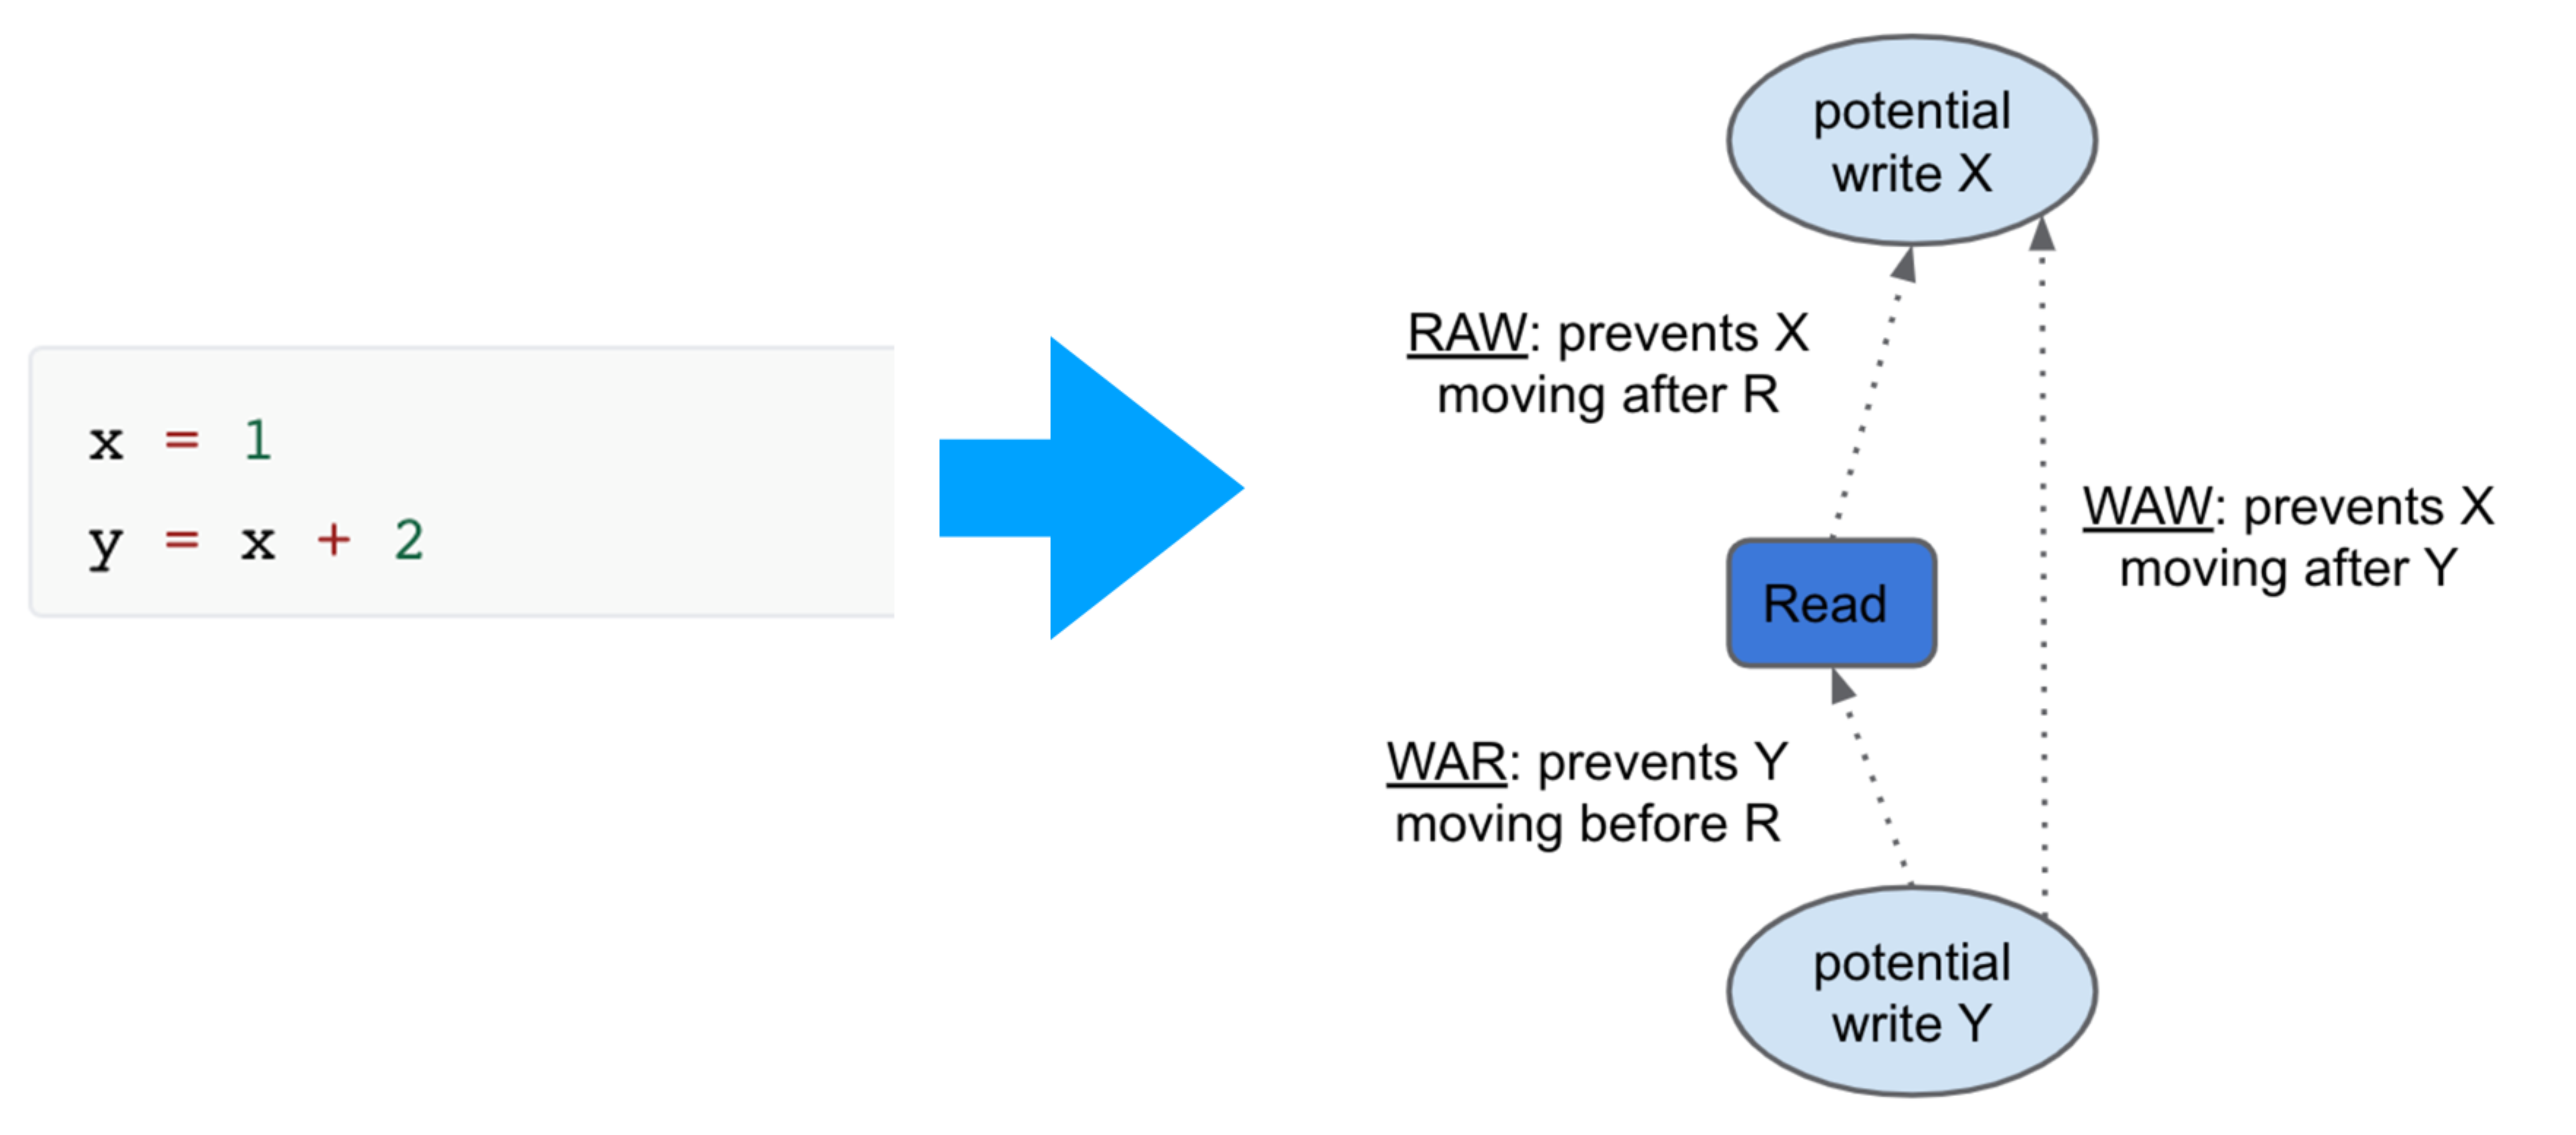 x = 1
y = x + 2
potential
write X
RAW: prevents X
moving after R
WAW: prevents X
moving after Y
Read
WAR: prevents Y
moving before R
potential
write Y